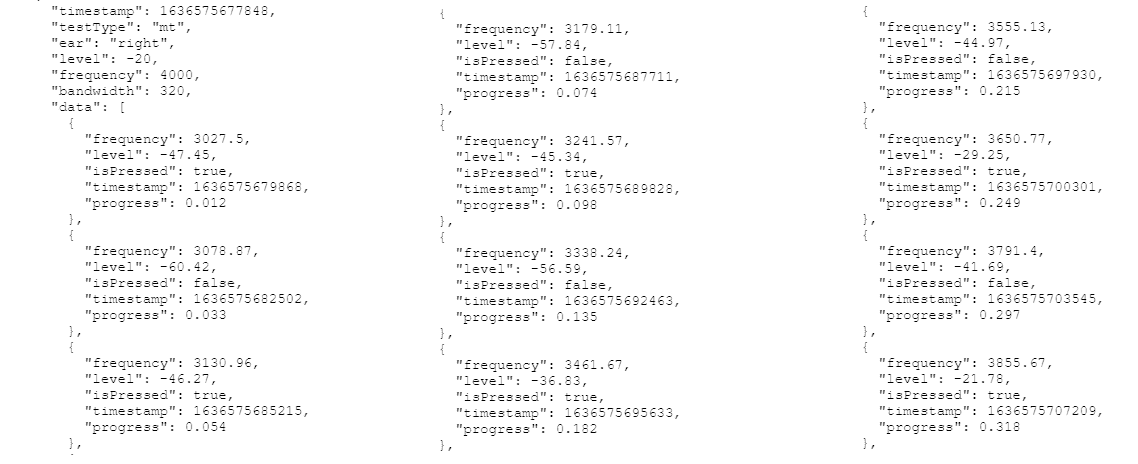 "timestamp": 1636575677848,
"testType": "mt",
"ear": "right",
"level": -20,
"frequency": 4000,
"bandwidth": 320,
"data": [
{
"frequency": 3027.5,
"level": -47.45,
"isPressed": true,
"timestamp": 1636575679868,
"progress": 0.012
},
{
"frequency": 3078.87,
"level": -60.42,
"isPressed": false,
"timestamp": 1636575682502,
"progress": 0.033
},
{
"frequency": 3130.96,
"level": -46.27,
"isPressed": true,
"timestamp": 1636575685215,
"progress": 0.054
},
{
"frequency": 3179.11,
"level": -57.84,
"isPressed": false,
"timestamp": 1636575687711,
"progress": 0.074
},
{
"frequency": 3241.57,
"level": -45.34,
"isPressed": true,
"timestamp": 1636575689828,
"progress": 0.098
},
{
"frequency": 3338.24,
"level": -56.59,
"isPressed": false,
"timestamp": 1636575692463,
"progress": 0.135
},
{
"frequency": 3461.67,
"level": -36.83,
"isPressed": true,
"timestamp": 1636575695633,
"progress": 0.182
},
{
"frequency": 3555.13,
"level": -44.97,
"isPressed": false,
"timestamp": 1636575697930,
"progress": 0.215
},
{
"frequency": 3650.77,
"level": -29.25,
"isPressed": true,
"timestamp": 1636575700301,
"progress": 0.249
},
{
"frequency": 3791.4,
"level": -41.69,
"isPressed": false,
"timestamp": 1636575703545,
"progress": 0.297
},
{
"frequency": 3855.67,
"level": -21.78,
"isPressed": true,
"timestamp": 1636575707209,
"progress": 0.318
},